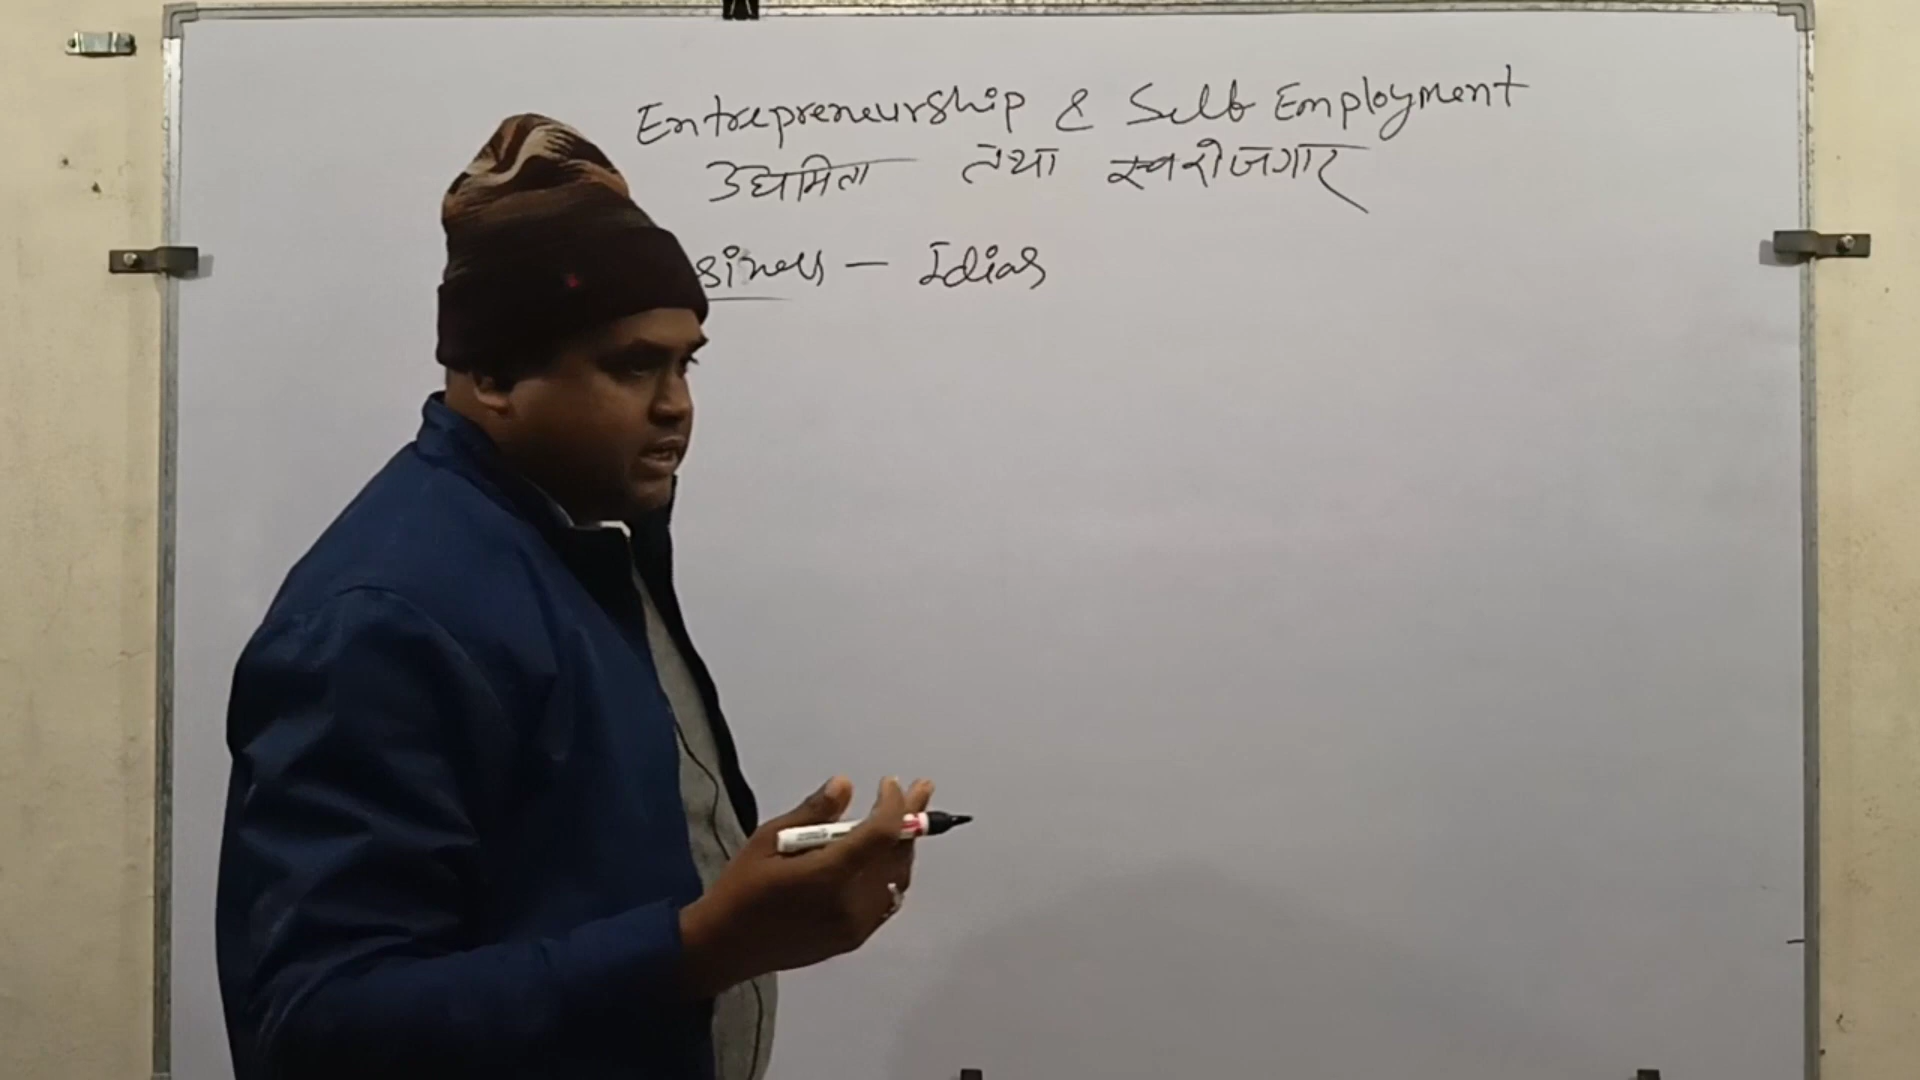 Entrepreneurship & Self Employment
उद्यमिता तथा स्वरोजगार
siness - Idias